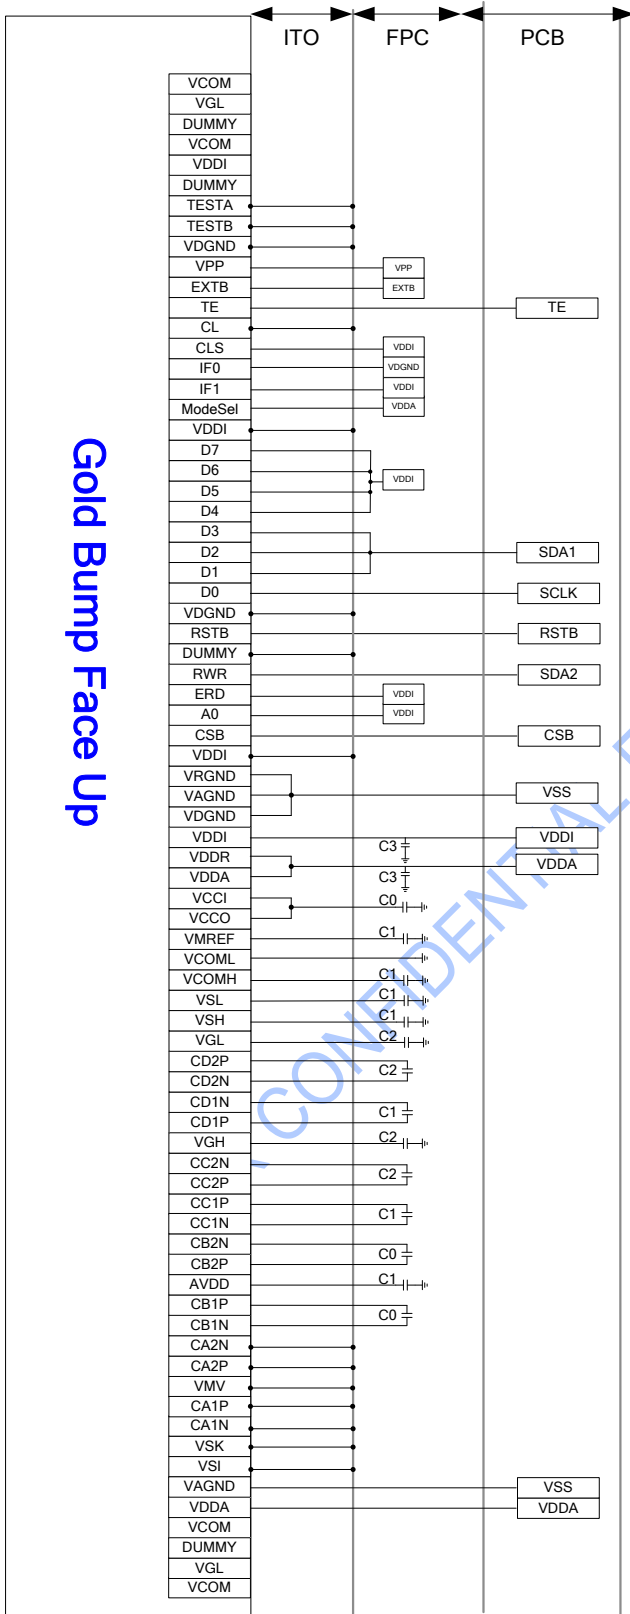 ITO FPC PCB
VCOM
VGL
DUMMY
VCOM
VDDI
DUMMY
TESTA
TESTB
VDGND
VPP VPP
EXTB EXTB
TE TE
CL
CLS VDDI
IF0 VDGND
IF1 VDDI
ModeSel VDDA
VDDI
D7
D6
D5 VDDI
D4
D3
D2 SDA1
D1
D0 SCLK
VDGND
RSTB RSTB
DUMMY
RWR SDA2
ERD VDDI
A0 VDDI
CSB CSB
VDDI
VRGND
VAGND VSS
VDGND
VDDI C3 VDDI
VDDR VDDA
VDDA C3
VCCI C0
VCCO
VMREF C1
VCOML
VCOMH C1
VSL C1
VSH C1
VGL C2
CD2P C2
CD2N
CD1N C1
CD1P
VGH C2
CC2N C2
CC2P
CC1P C1
CC1N
CB2N C0
CB2P
AVDD C1
CB1P C0
CB1N
CA2N
CA2P
VMV
CA1P
CA1N
VSK
VSI
VAGND VSS
VDDA VDDA
VCOM
DUMMY
VGL
VCOM
Gold Bump Face Up
CONFIDENTIAL